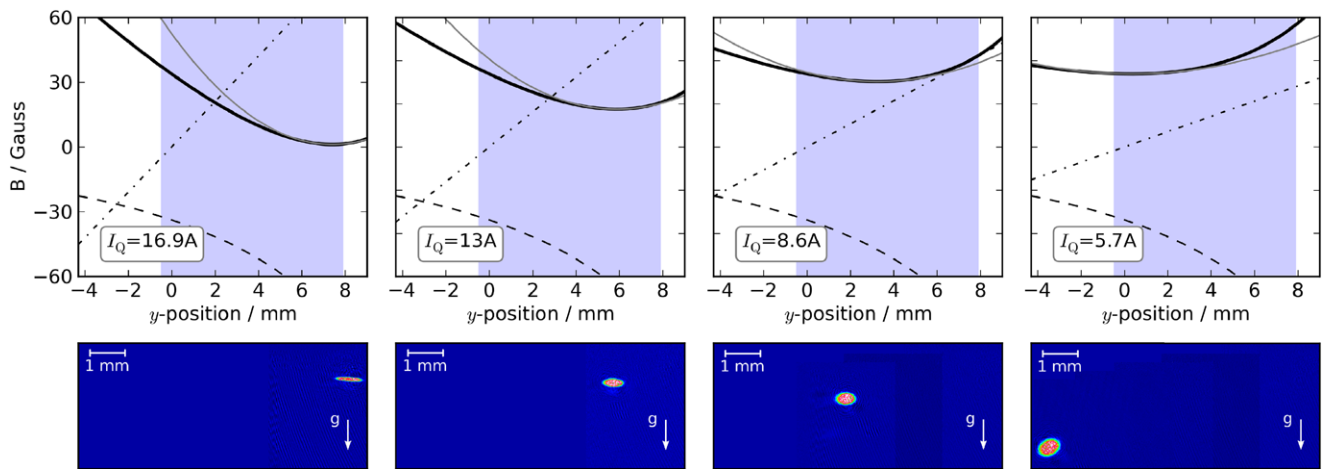 60
30
0
−30
−60
B / Gauss
I_Q=16.9A
I_Q=13A
I_Q=8.6A
I_Q=5.7A
−4 −2 0 2 4 6 8
−4 −2 0 2 4 6 8
−4 −2 0 2 4 6 8
−4 −2 0 2 4 6 8
y-position / mm
y-position / mm
y-position / mm
y-position / mm
1 mm
g
1 mm
g
1 mm
g
1 mm
g